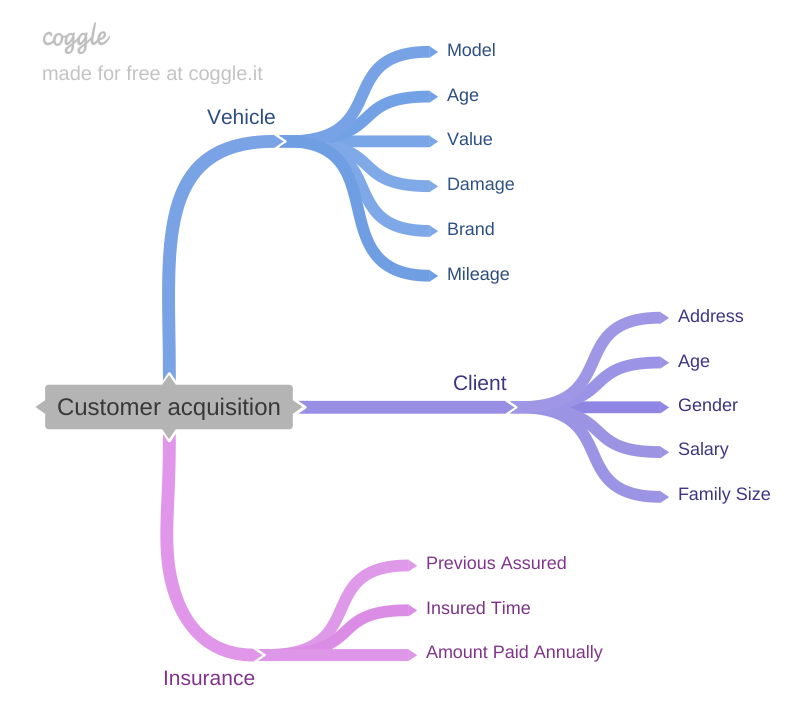 coggle
made for free at coggle.it
Vehicle
Model
Age
Value
Damage
Brand
Mileage
Customer acquisition
Client
Address
Age
Gender
Salary
Family Size
Insurance
Previous Assured
Insured Time
Amount Paid Annually